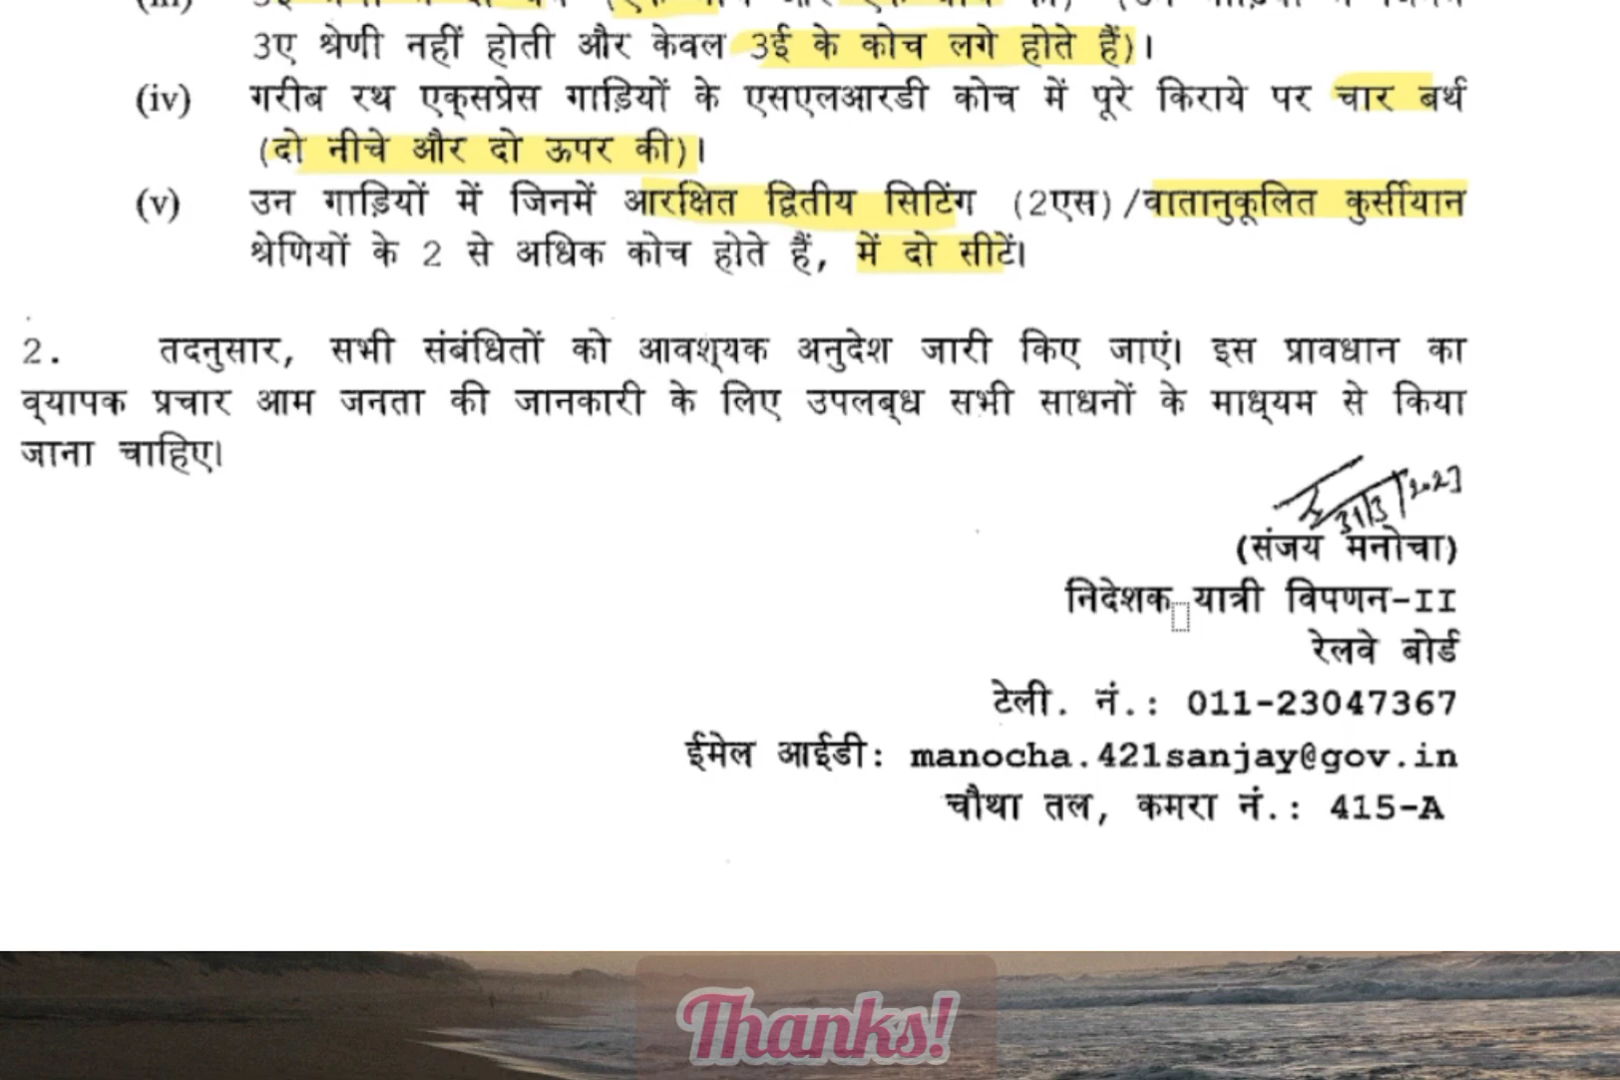 3ए श्रेणी नहीं होती और केवल 3ई के कोच लगे होते हैं)।
(iv) गरीब रथ एक्सप्रेस गाड़ियों के एसएलआरडी कोच में पूरे किराये पर चार बर्थ
(दो नीचे और दो ऊपर की)।
(v) उन गाड़ियों में जिनमें आरक्षित द्वितीय सिटिंग (2एस)/वातानुकूलित कुर्सीयान
श्रेणियों के 2 से अधिक कोच होते हैं, में दो सीटें।
2. तदनुसार, सभी संबंधितों को आवश्यक अनुदेश जारी किए जाएं। इस प्रावधान का
व्यापक प्रचार आम जनता की जानकारी के लिए उपलब्ध सभी साधनों के माध्यम से किया
जाना चाहिए।
31/3/2023
(संजय मनोचा)
निदेशक यात्री विपणन-II
रेलवे बोर्ड
टेली. नं.: 011-23047367
ईमेल आईडी: manocha.421sanjay@gov.in
चौथा तल, कमरा नं.: 415-A
Thanks!